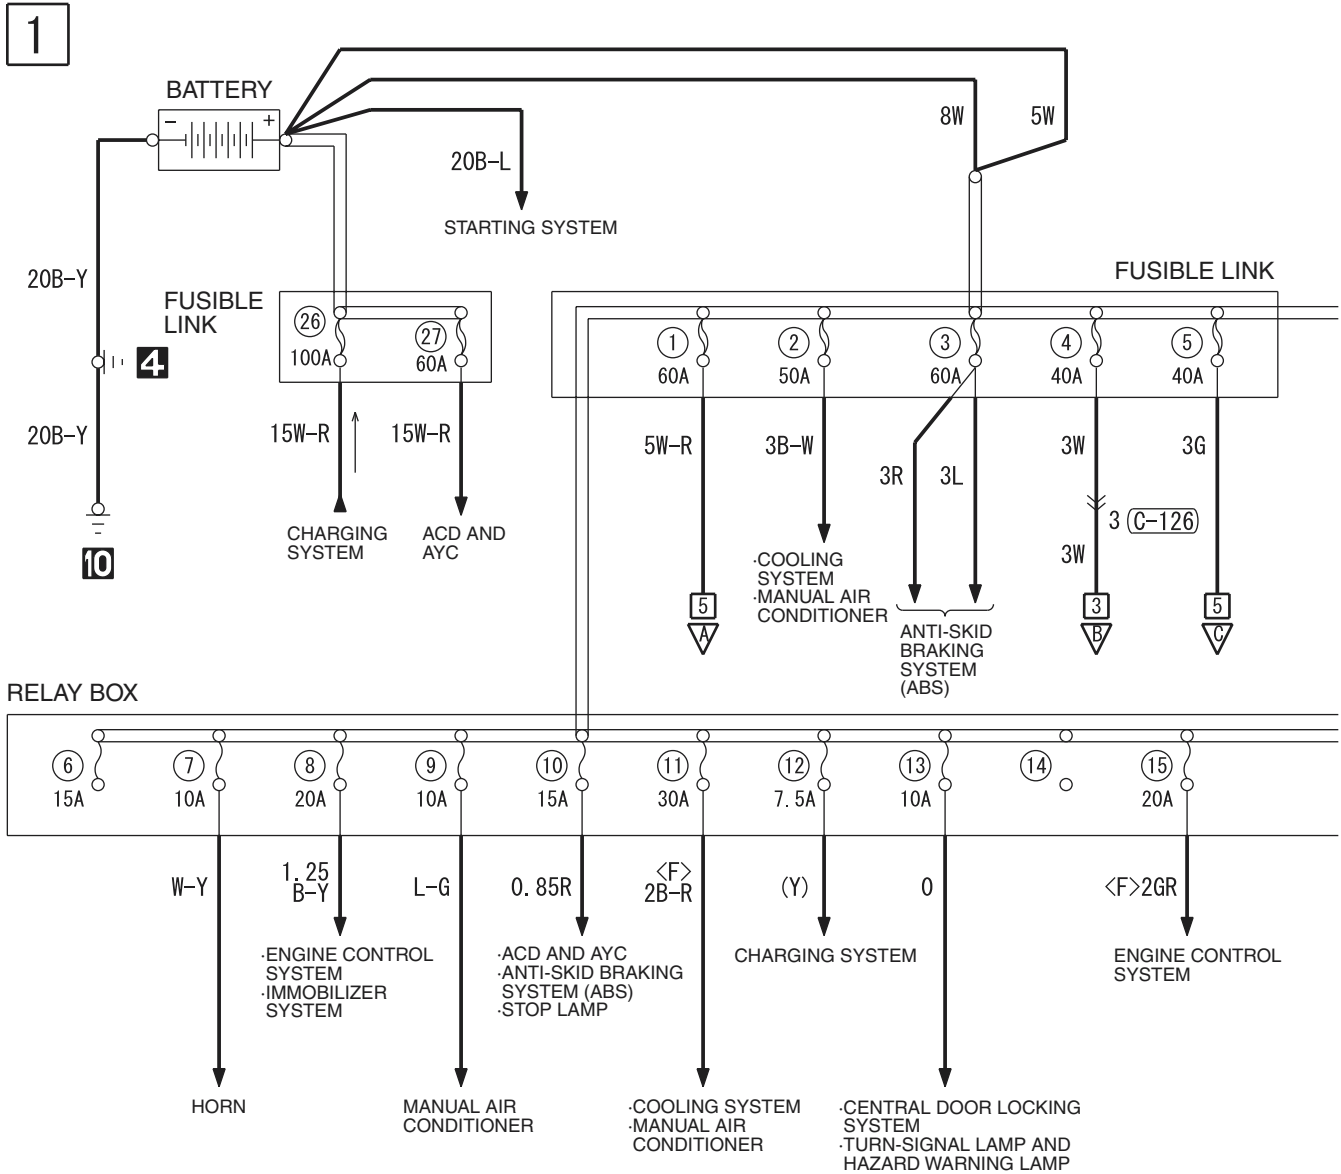 1
BATTERY
− +
8W
5W
20B-L
STARTING SYSTEM
20B-Y
FUSIBLE
LINK
FUSIBLE LINK
26
100A
27
60A
1
60A
2
50A
3
60A
4
40A
5
40A
4
20B-Y
15W-R
15W-R
5W-R
3B-W
3R
3L
3W
3G
3 C-126
3W
10
CHARGING
SYSTEM
ACD AND
AYC
·COOLING
SYSTEM
·MANUAL AIR
CONDITIONER
5
A
ANTI-SKID
BRAKING
SYSTEM
(ABS)
3
B
5
C
RELAY BOX
6
15A
7
10A
8
20A
9
10A
10
15A
11
30A
12
7.5A
13
10A
14
15
20A
W-Y
1.25
B-Y
L-G
0.85R
<F>
2B-R
(Y)
O
<F>2GR
·ENGINE CONTROL
SYSTEM
·IMMOBILIZER
SYSTEM
·ACD AND AYC
·ANTI-SKID BRAKING
SYSTEM (ABS)
·STOP LAMP
CHARGING SYSTEM
ENGINE CONTROL
SYSTEM
HORN
MANUAL AIR
CONDITIONER
·COOLING SYSTEM
·MANUAL AIR
CONDITIONER
·CENTRAL DOOR LOCKING
SYSTEM
·TURN-SIGNAL LAMP AND
HAZARD WARNING LAMP